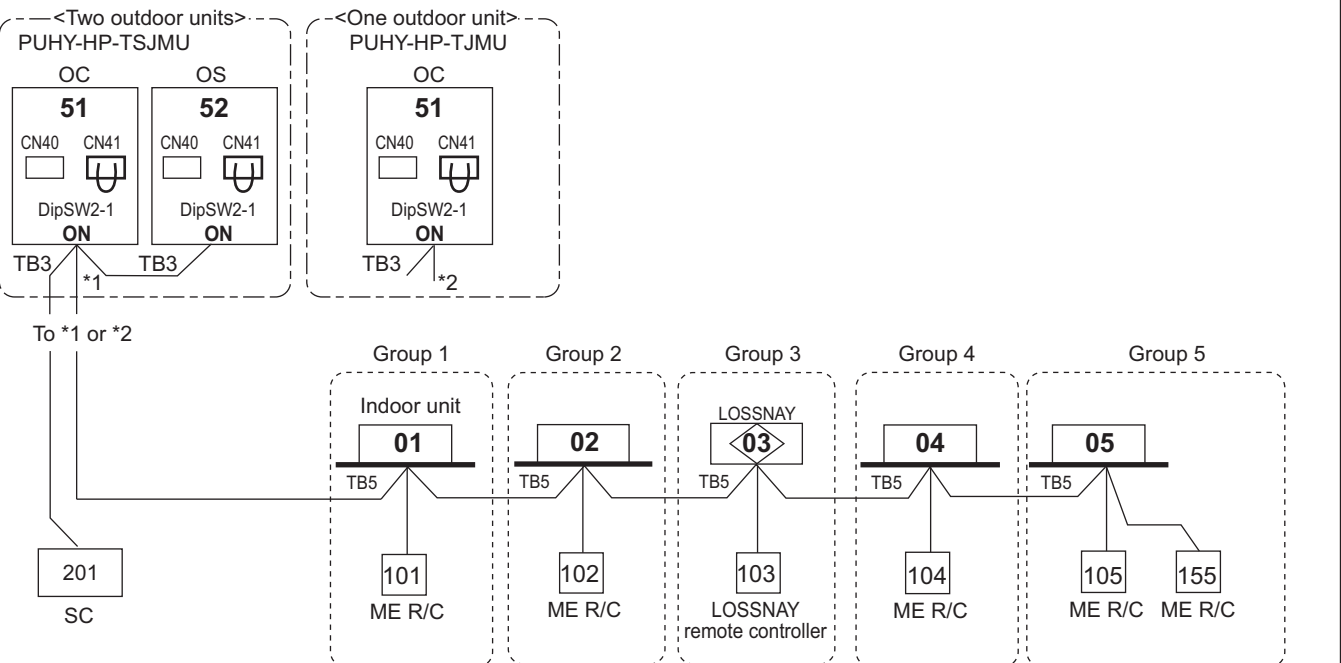 <Two outdoor units>
PUHY-HP-TSJMU
OC OS
51 52
CN40 CN41 CN40 CN41
DipSW2-1 DipSW2-1
ON ON
TB3 TB3
*1
<One outdoor unit>
PUHY-HP-TJMU
OC
51
CN40 CN41
DipSW2-1
ON
TB3
*2
To *1 or *2
Group 1 Group 2 Group 3 Group 4 Group 5
Indoor unit LOSSNAY
01 02 03 04 05
TB5 TB5 TB5 TB5 TB5
201 101 102 103 104 105 155
SC ME R/C ME R/C LOSSNAY ME R/C ME R/C ME R/C
remote controller